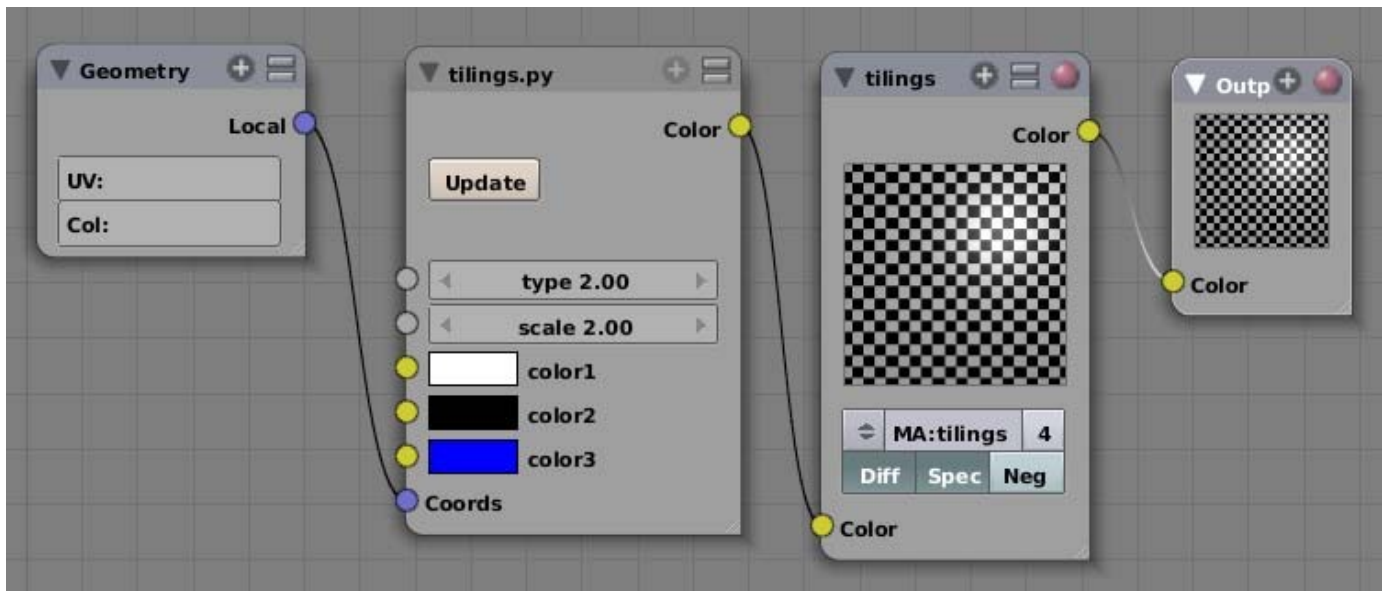 Geometry
Local
UV:
Col:
tilings.py
Color
Update
type 2.00
scale 2.00
color1
color2
color3
Coords
tilings
Color
MA:tilings 4
Diff Spec Neg
Color
Outp
Color